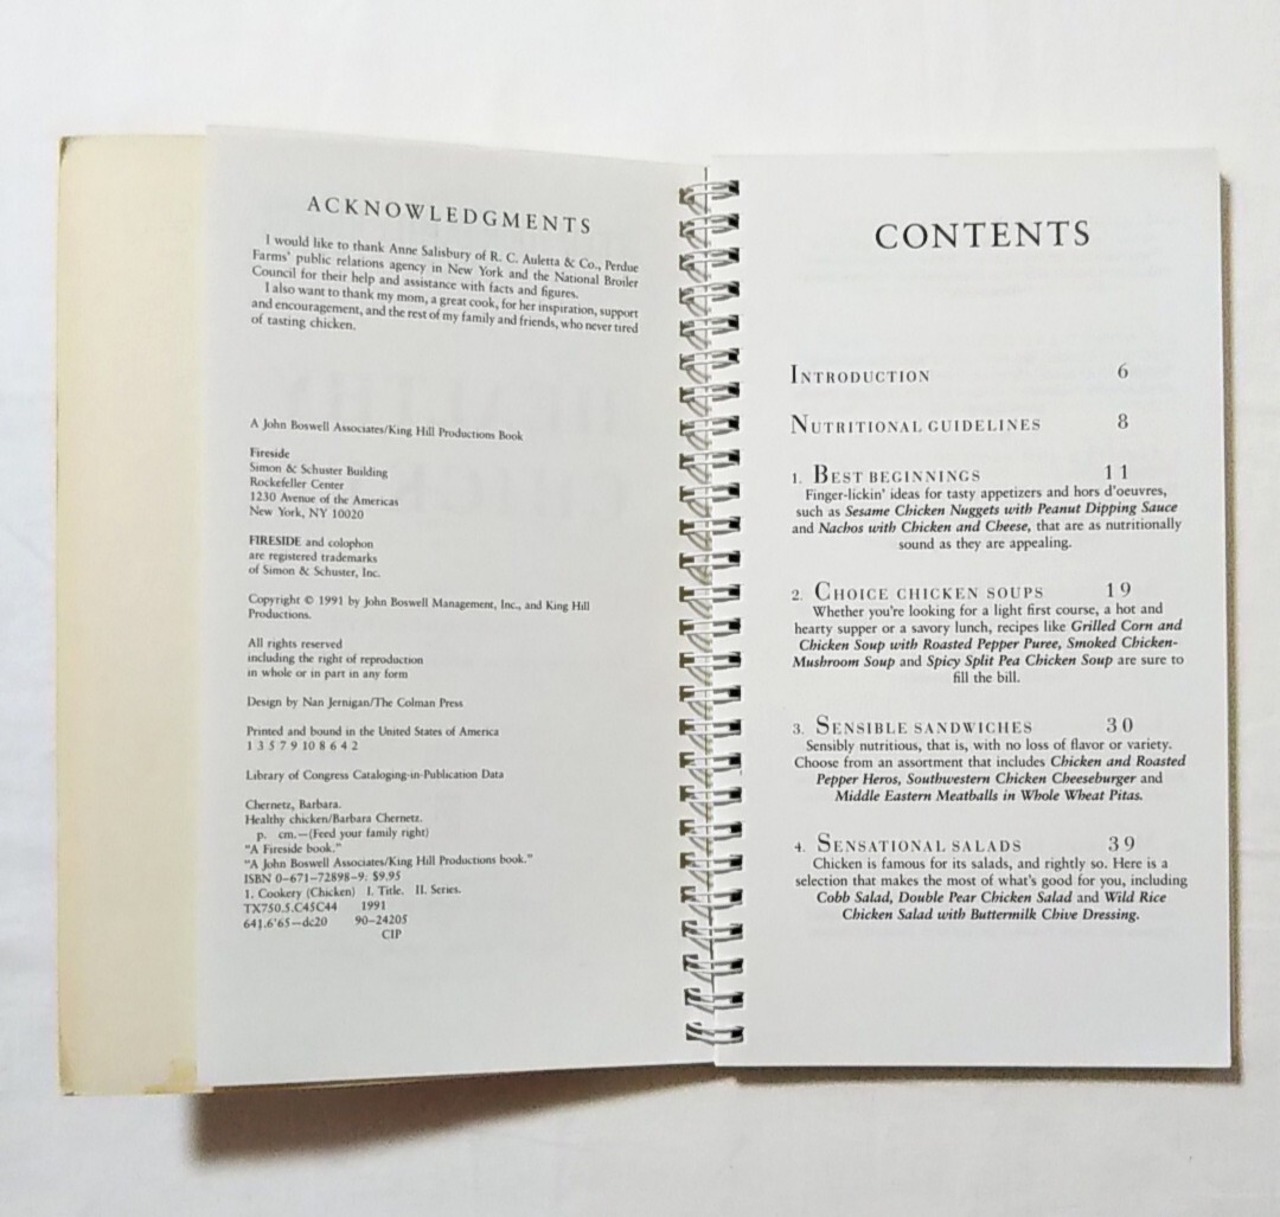 ACKNOWLEDGMENTS
I would like to thank Anne Salisbury of R. C. Auletta & Co., Perdue
Farms' public relations agency in New York and the National Broiler
Council for their help and assistance with facts and figures.
I also want to thank my mom, a great cook, for her inspiration, support
and encouragement, and the rest of my family and friends, who never tired
of tasting chicken.
A John Boswell Associates/King Hill Productions Book
Fireside
Simon & Schuster Building
Rockefeller Center
1230 Avenue of the Americas
New York, NY 10020
FIRESIDE and colophon
are registered trademarks
of Simon & Schuster, Inc.
Copyright © 1991 by John Boswell Management, Inc., and King Hill
Productions.
All rights reserved
including the right of reproduction
in whole or in part in any form
Design by Nan Jernigan/The Colman Press
Printed and bound in the United States of America
1 3 5 7 9 10 8 6 4 2
Library of Congress Cataloging-in-Publication Data
Chernetz, Barbara.
Healthy chicken/Barbara Chernetz.
p. cm.—(Feed your family right)
"A Fireside book."
"A John Boswell Associates/King Hill Productions book."
ISBN 0-671-72898-9: $9.95
1. Cookery (Chicken) I. Title. II. Series.
TX750.5.C45C44 1991
641.6'65—dc20 90-24205
CIP
CONTENTS
INTRODUCTION 6
NUTRITIONAL GUIDELINES 8
1. BEST BEGINNINGS 11
Finger-lickin' ideas for tasty appetizers and hors d'oeuvres,
such as Sesame Chicken Nuggets with Peanut Dipping Sauce
and Nachos with Chicken and Cheese, that are as nutritionally
sound as they are appealing.
2. CHOICE CHICKEN SOUPS 19
Whether you're looking for a light first course, a hot and
hearty supper or a savory lunch, recipes like Grilled Corn and
Chicken Soup with Roasted Pepper Puree, Smoked Chicken-
Mushroom Soup and Spicy Split Pea Chicken Soup are sure to
fill the bill.
3. SENSIBLE SANDWICHES 30
Sensibly nutritious, that is, with no loss of flavor or variety.
Choose from an assortment that includes Chicken and Roasted
Pepper Heros, Southwestern Chicken Cheeseburger and
Middle Eastern Meatballs in Whole Wheat Pitas.
4. SENSATIONAL SALADS 39
Chicken is famous for its salads, and rightly so. Here is a
selection that makes the most of what's good for you, including
Cobb Salad, Double Pear Chicken Salad and Wild Rice
Chicken Salad with Buttermilk Chive Dressing.